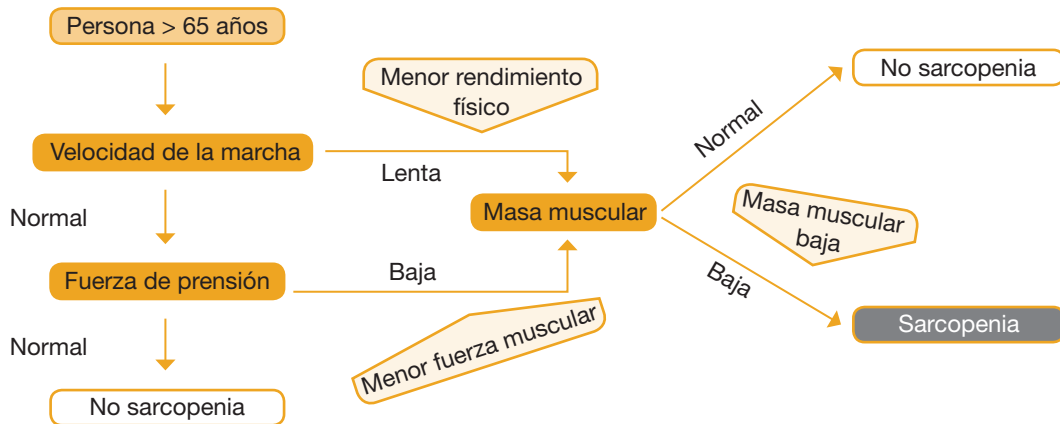 Persona > 65 años
Menor rendimiento
físico
No sarcopenia
Velocidad de la marcha
Lenta
Normal
Normal
Masa muscular
Masa muscular
baja
Fuerza de prensión
Baja
Baja
Menor fuerza muscular
Sarcopenia
Normal
No sarcopenia